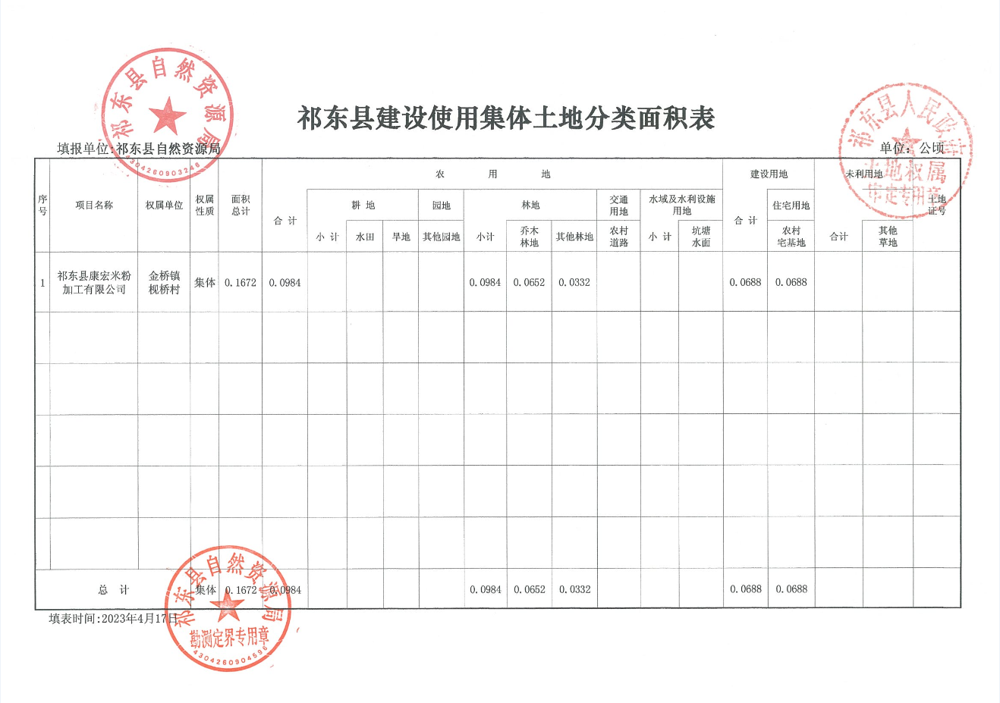 祁东县建设使用集体土地分类面积表
填报单位:祁东县自然资源局
单位：公顷
祁东县自然资源局
4304260903248
祁东县人民政府
土地权属
审定专用章
序号 项目名称 权属单位 权属性质 面积总计 农用地 建设用地 未利用地 土地证号
合计 耕地 园地 林地 交通用地 水域及水利设施用地 合计 住宅用地
小计 水田 旱地 其他园地 小计 乔木林地 其他林地 农村道路 小计 坑塘水面 农村宅基地 合计 其他草地
1 祁东县康宏米粉加工有限公司 金桥镇枧桥村 集体 0.1672 0.0984 0.0984 0.0652 0.0332 0.0688 0.0688
总计 集体 0.1672 0.0984 0.0984 0.0652 0.0332 0.0688 0.0688
填表时间:2023年4月17日
祁东县自然资源局
勘测定界专用章
4304260904596